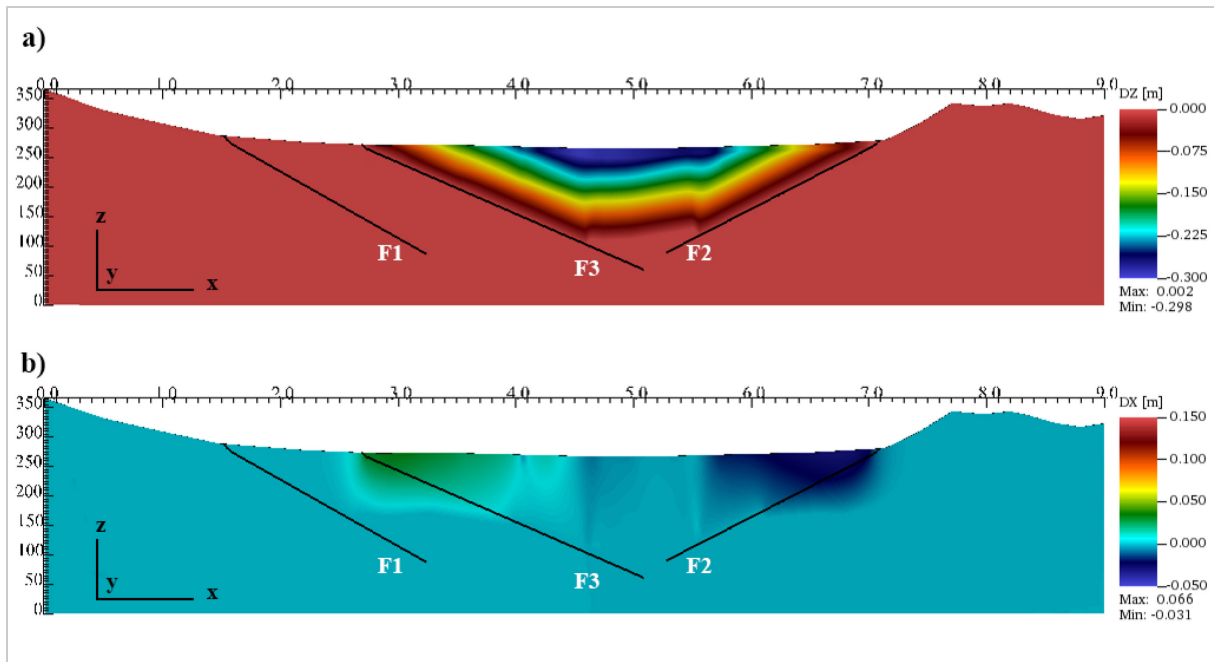 a)
0.0 1.0 2.0 3.0 4.0 5.0 6.0 7.0 8.0 9.0
350
300
250
200
150
100
50
0
z
y
x
F1
F3
F2
DZ [m]
0.000
-0.075
-0.150
-0.225
-0.300
Max: 0.002
Min: -0.298
b)
0.0 1.0 2.0 3.0 4.0 5.0 6.0 7.0 8.0 9.0
350
300
250
200
150
100
50
0
z
y
x
F1
F3
F2
DX [m]
0.150
0.100
0.050
0.000
-0.050
Max: 0.066
Min: -0.031